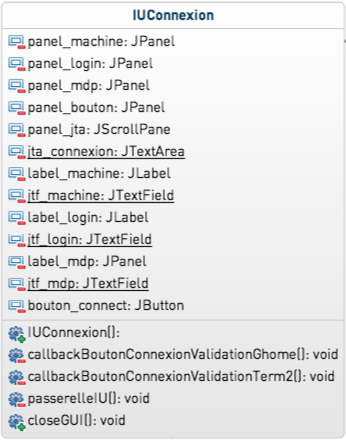 IUConnexion
panel_machine: JPanel
panel_login: JPanel
panel_mdp: JPanel
panel_bouton: JPanel
panel_jta: JScrollPane
jta_connexion: JTextArea
label_machine: JLabel
jtf_machine: JTextField
label_login: JLabel
jtf_login: JTextField
label_mdp: JPanel
jtf_mdp: JTextField
bouton_connect: JButton
IUConnexion():
callbackBoutonConnexionValidationGhome(): void
callbackBoutonConnexionValidationTerm2(): void
passerelleIU(): void
closeGUI(): void